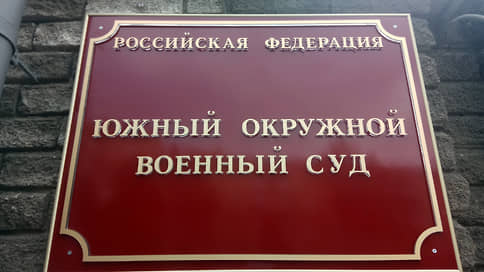 РОССИЙСКАЯ ФЕДЕРАЦИЯ
ЮЖНЫЙ ОКРУЖНОЙ
ВОЕННЫЙ СУД